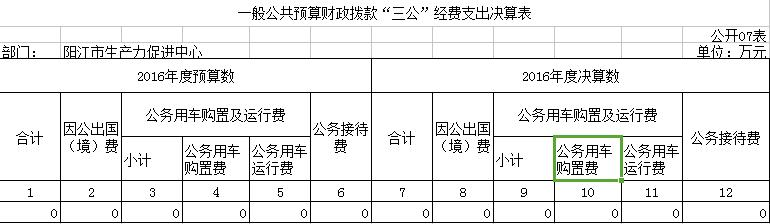 一般公共预算财政拨款“三公”经费支出决算表
公开07表
部门： 阳江市生产力促进中心 单位：万元
2016年度预算数 2016年度决算数
合计 因公出国（境）费 公务用车购置及运行费 公务接待费 合计 因公出国（境）费 公务用车购置及运行费 公务接待费
小计 公务用车购置费 公务用车运行费 小计 公务用车购置费 公务用车运行费
1 2 3 4 5 6 7 8 9 10 11 12
0 0 0 0 0 0 0 0 0 0 0 0